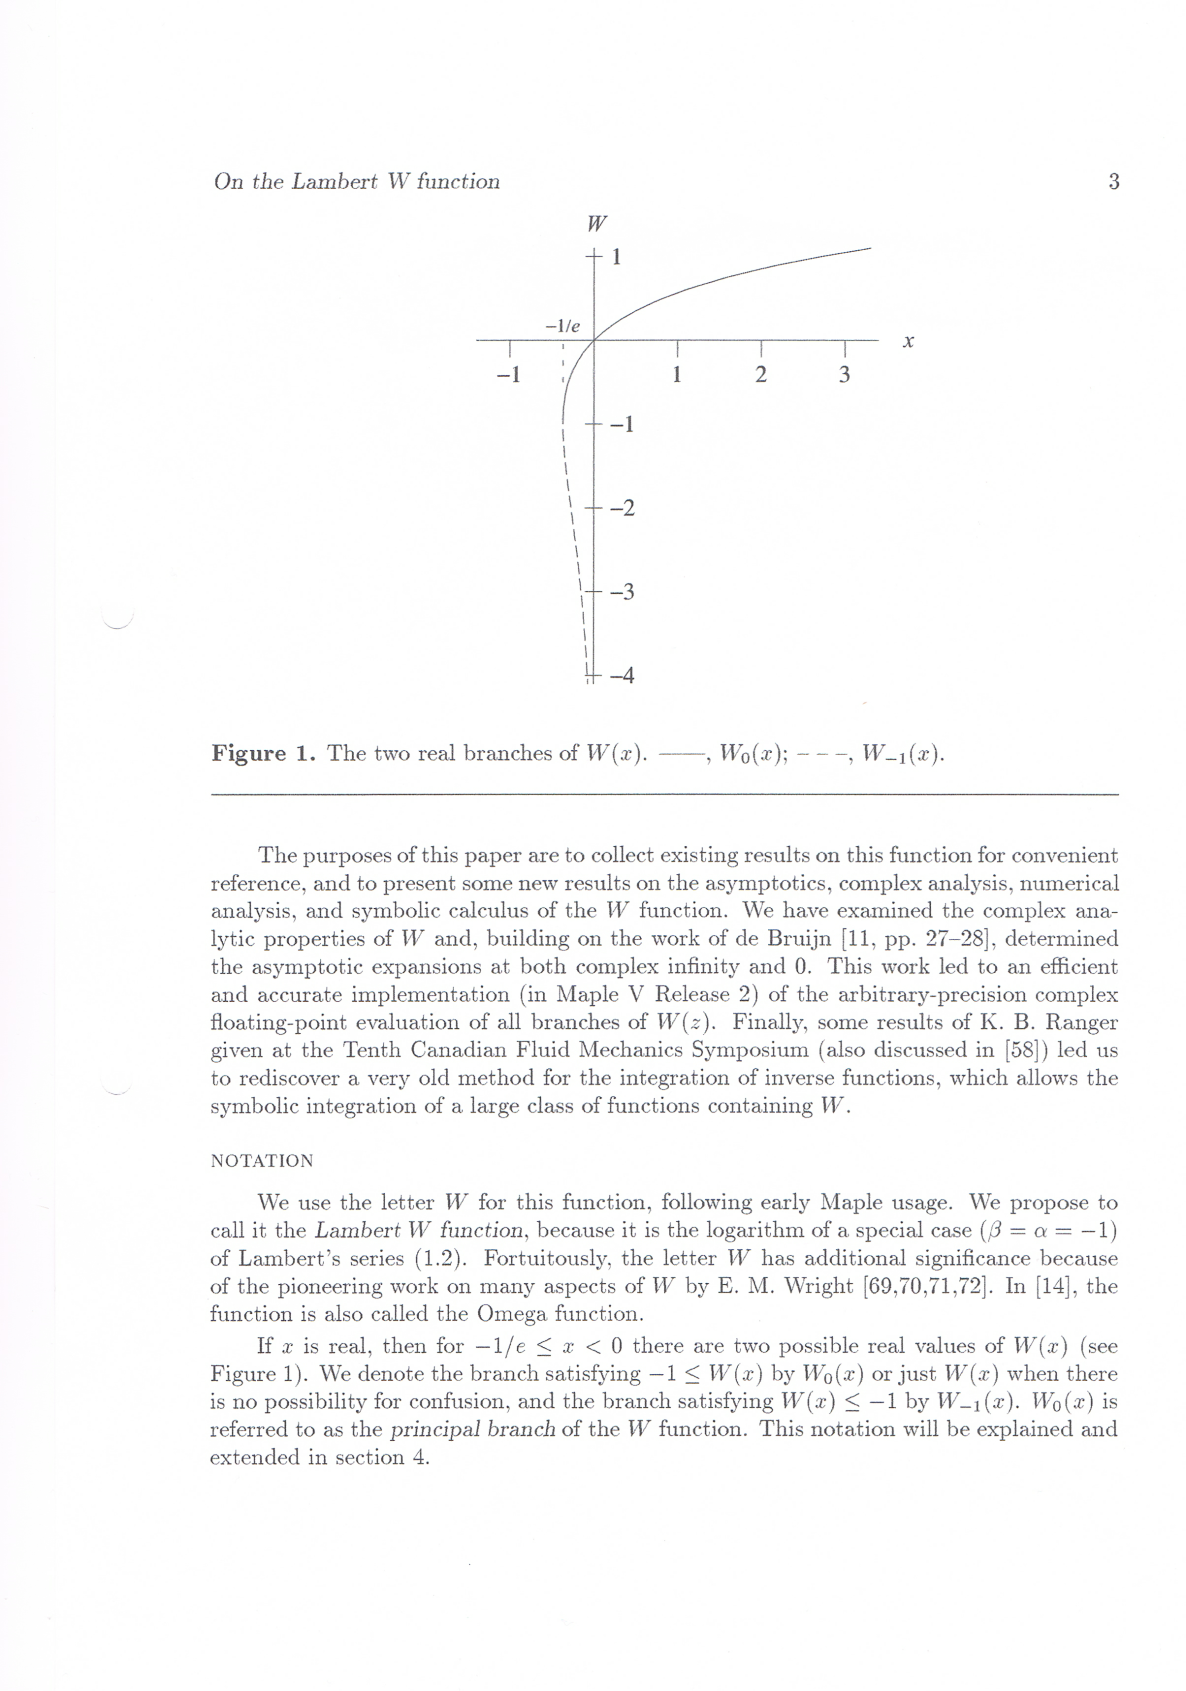 On the Lambert W function 3
W
1
−1/e
x
−1 1 2 3
−1
−2
−3
−4
Figure 1. The two real branches of W(x). ——, W₀(x); − − −, W₋₁(x).
The purposes of this paper are to collect existing results on this function for convenient
reference, and to present some new results on the asymptotics, complex analysis, numerical
analysis, and symbolic calculus of the W function. We have examined the complex ana-
lytic properties of W and, building on the work of de Bruijn [11, pp. 27–28], determined
the asymptotic expansions at both complex infinity and 0. This work led to an efficient
and accurate implementation (in Maple V Release 2) of the arbitrary-precision complex
floating-point evaluation of all branches of W(z). Finally, some results of K. B. Ranger
given at the Tenth Canadian Fluid Mechanics Symposium (also discussed in [58]) led us
to rediscover a very old method for the integration of inverse functions, which allows the
symbolic integration of a large class of functions containing W.
NOTATION
We use the letter W for this function, following early Maple usage. We propose to
call it the Lambert W function, because it is the logarithm of a special case (β = α = −1)
of Lambert's series (1.2). Fortuitously, the letter W has additional significance because
of the pioneering work on many aspects of W by E. M. Wright [69,70,71,72]. In [14], the
function is also called the Omega function.
If x is real, then for −1/e ≤ x < 0 there are two possible real values of W(x) (see
Figure 1). We denote the branch satisfying −1 ≤ W(x) by W₀(x) or just W(x) when there
is no possibility for confusion, and the branch satisfying W(x) ≤ −1 by W₋₁(x). W₀(x) is
referred to as the principal branch of the W function. This notation will be explained and
extended in section 4.